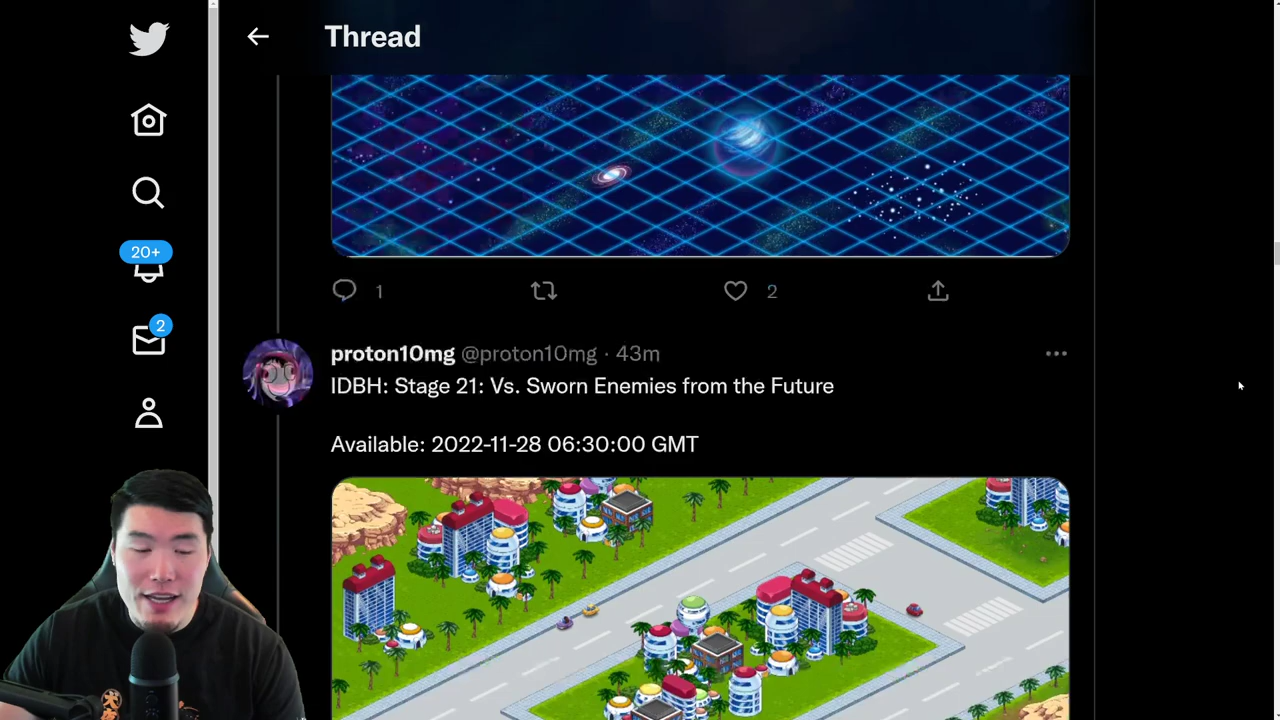 Thread
1
2
20+
2
proton10mg @proton10mg · 43m
IDBH: Stage 21: Vs. Sworn Enemies from the Future
Available: 2022-11-28 06:30:00 GMT